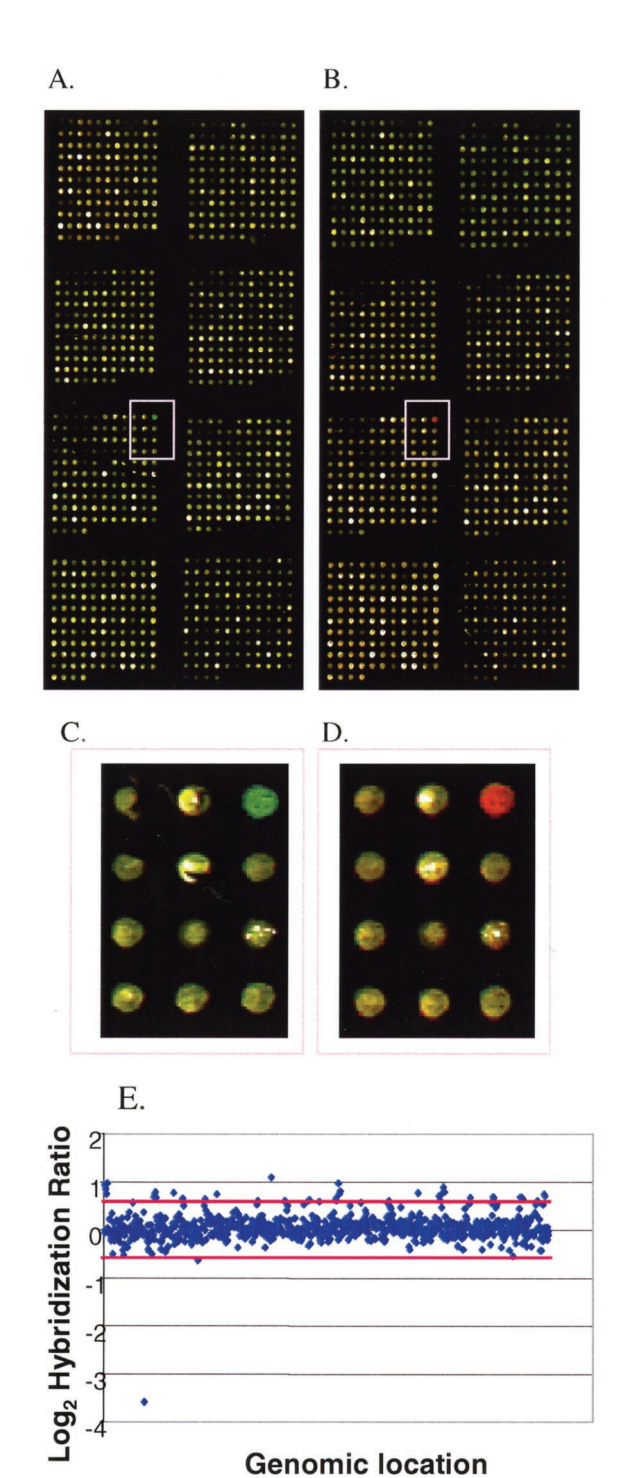 A.
B.
C.
D.
E.
Log2 Hybridization Ratio
2
1
0
-1
-2
-3
-4
Genomic location